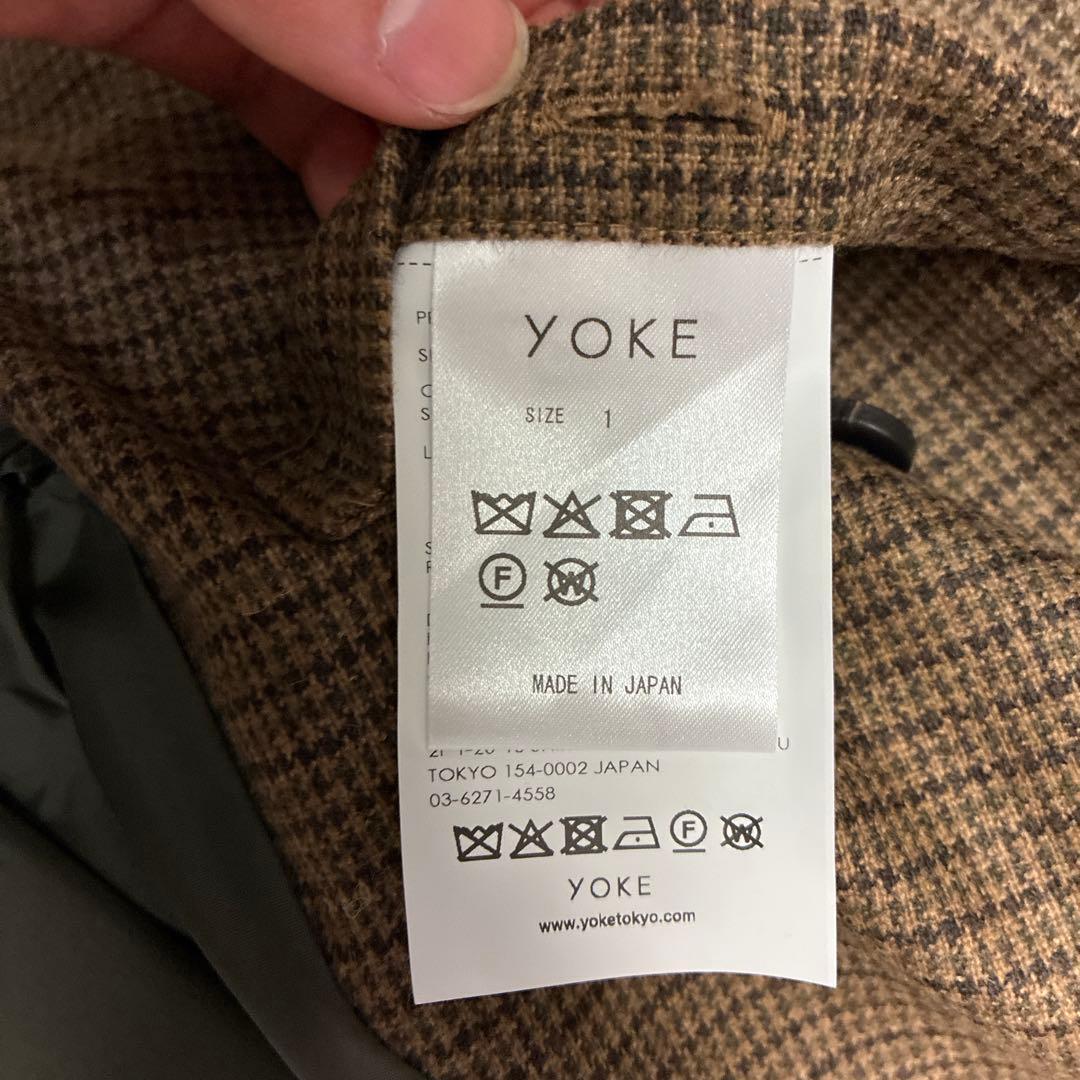 YOKE
SIZE 1
F W
MADE IN JAPAN
TOKYO 154-0002 JAPAN
03-6271-4558
F W
YOKE
www.yoketokyo.com